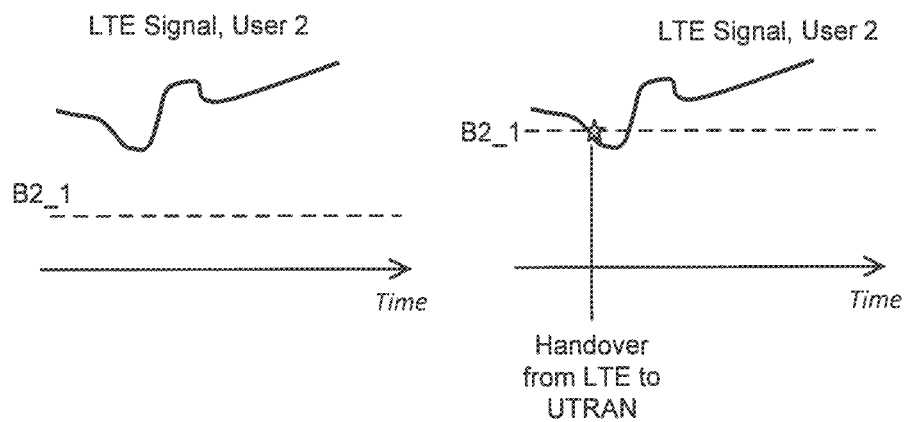 LTE Signal, User 2
B2_1
Time
LTE Signal, User 2
B2_1
Time
Handover
from LTE to
UTRAN